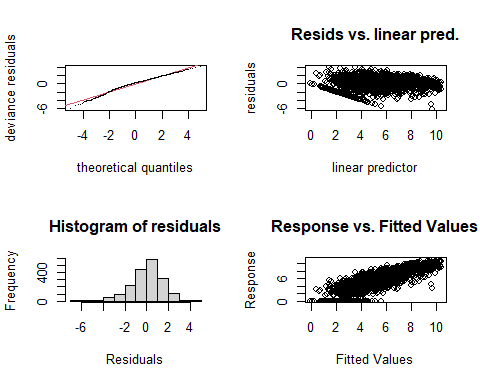 deviance residuals
0
-6
-4 -2 0 2 4
theoretical quantiles
Resids vs. linear pred.
residuals
0
-6
0 2 4 6 8 10
linear predictor
Histogram of residuals
Frequency
400
0
-6 -2 0 2 4
Residuals
Response vs. Fitted Values
Response
6
0
0 2 4 6 8 10
Fitted Values